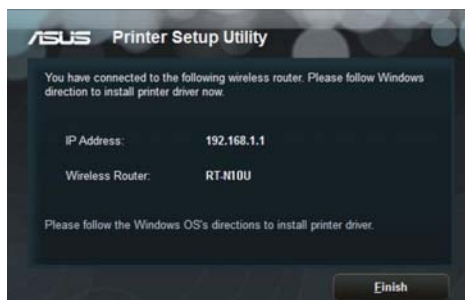 ASUS Printer Setup Utility
You have connected to the following wireless router. Please follow Windows
direction to install printer driver now.
IP Address: 192.168.1.1
Wireless Router: RT-N10U
Please follow the Windows OS's directions to install printer driver.
Finish